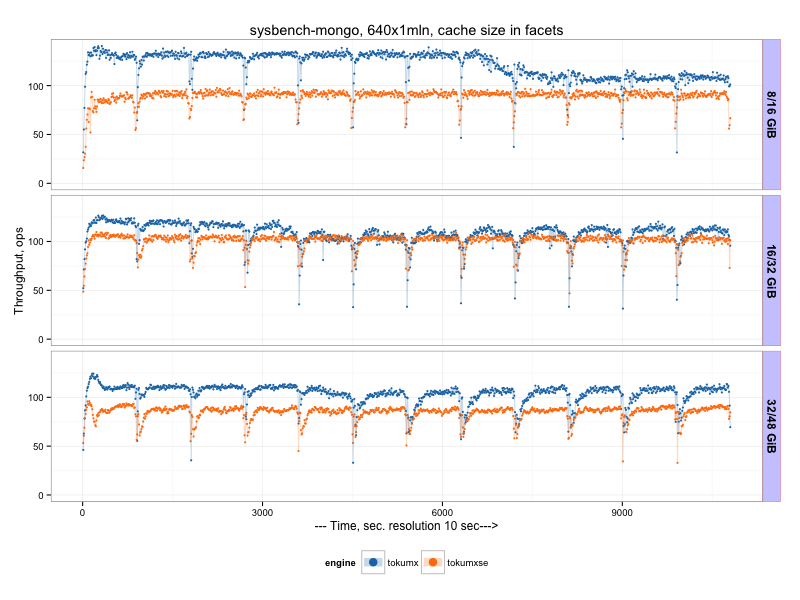 sysbench-mongo, 640x1mln, cache size in facets
Throughput, ops
100
50
0
8/16 GiB
100
50
0
16/32 GiB
100
50
0
32/48 GiB
0 3000 6000 9000
--- Time, sec. resolution 10 sec--->
engine tokumx tokumxse